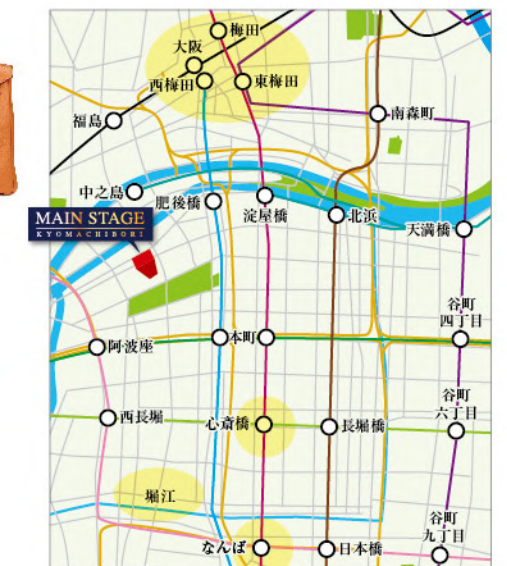 梅田
大阪
西梅田
東梅田
福島
南森町
中之島
肥後橋
淀屋橋
北浜
天満橋
MAIN STAGE
KYOMACHIBORI
谷町
四丁目
阿波座
本町
谷町
六丁目
西長堀
心斎橋
長堀橋
堀江
谷町
九丁目
なんば
日本橋